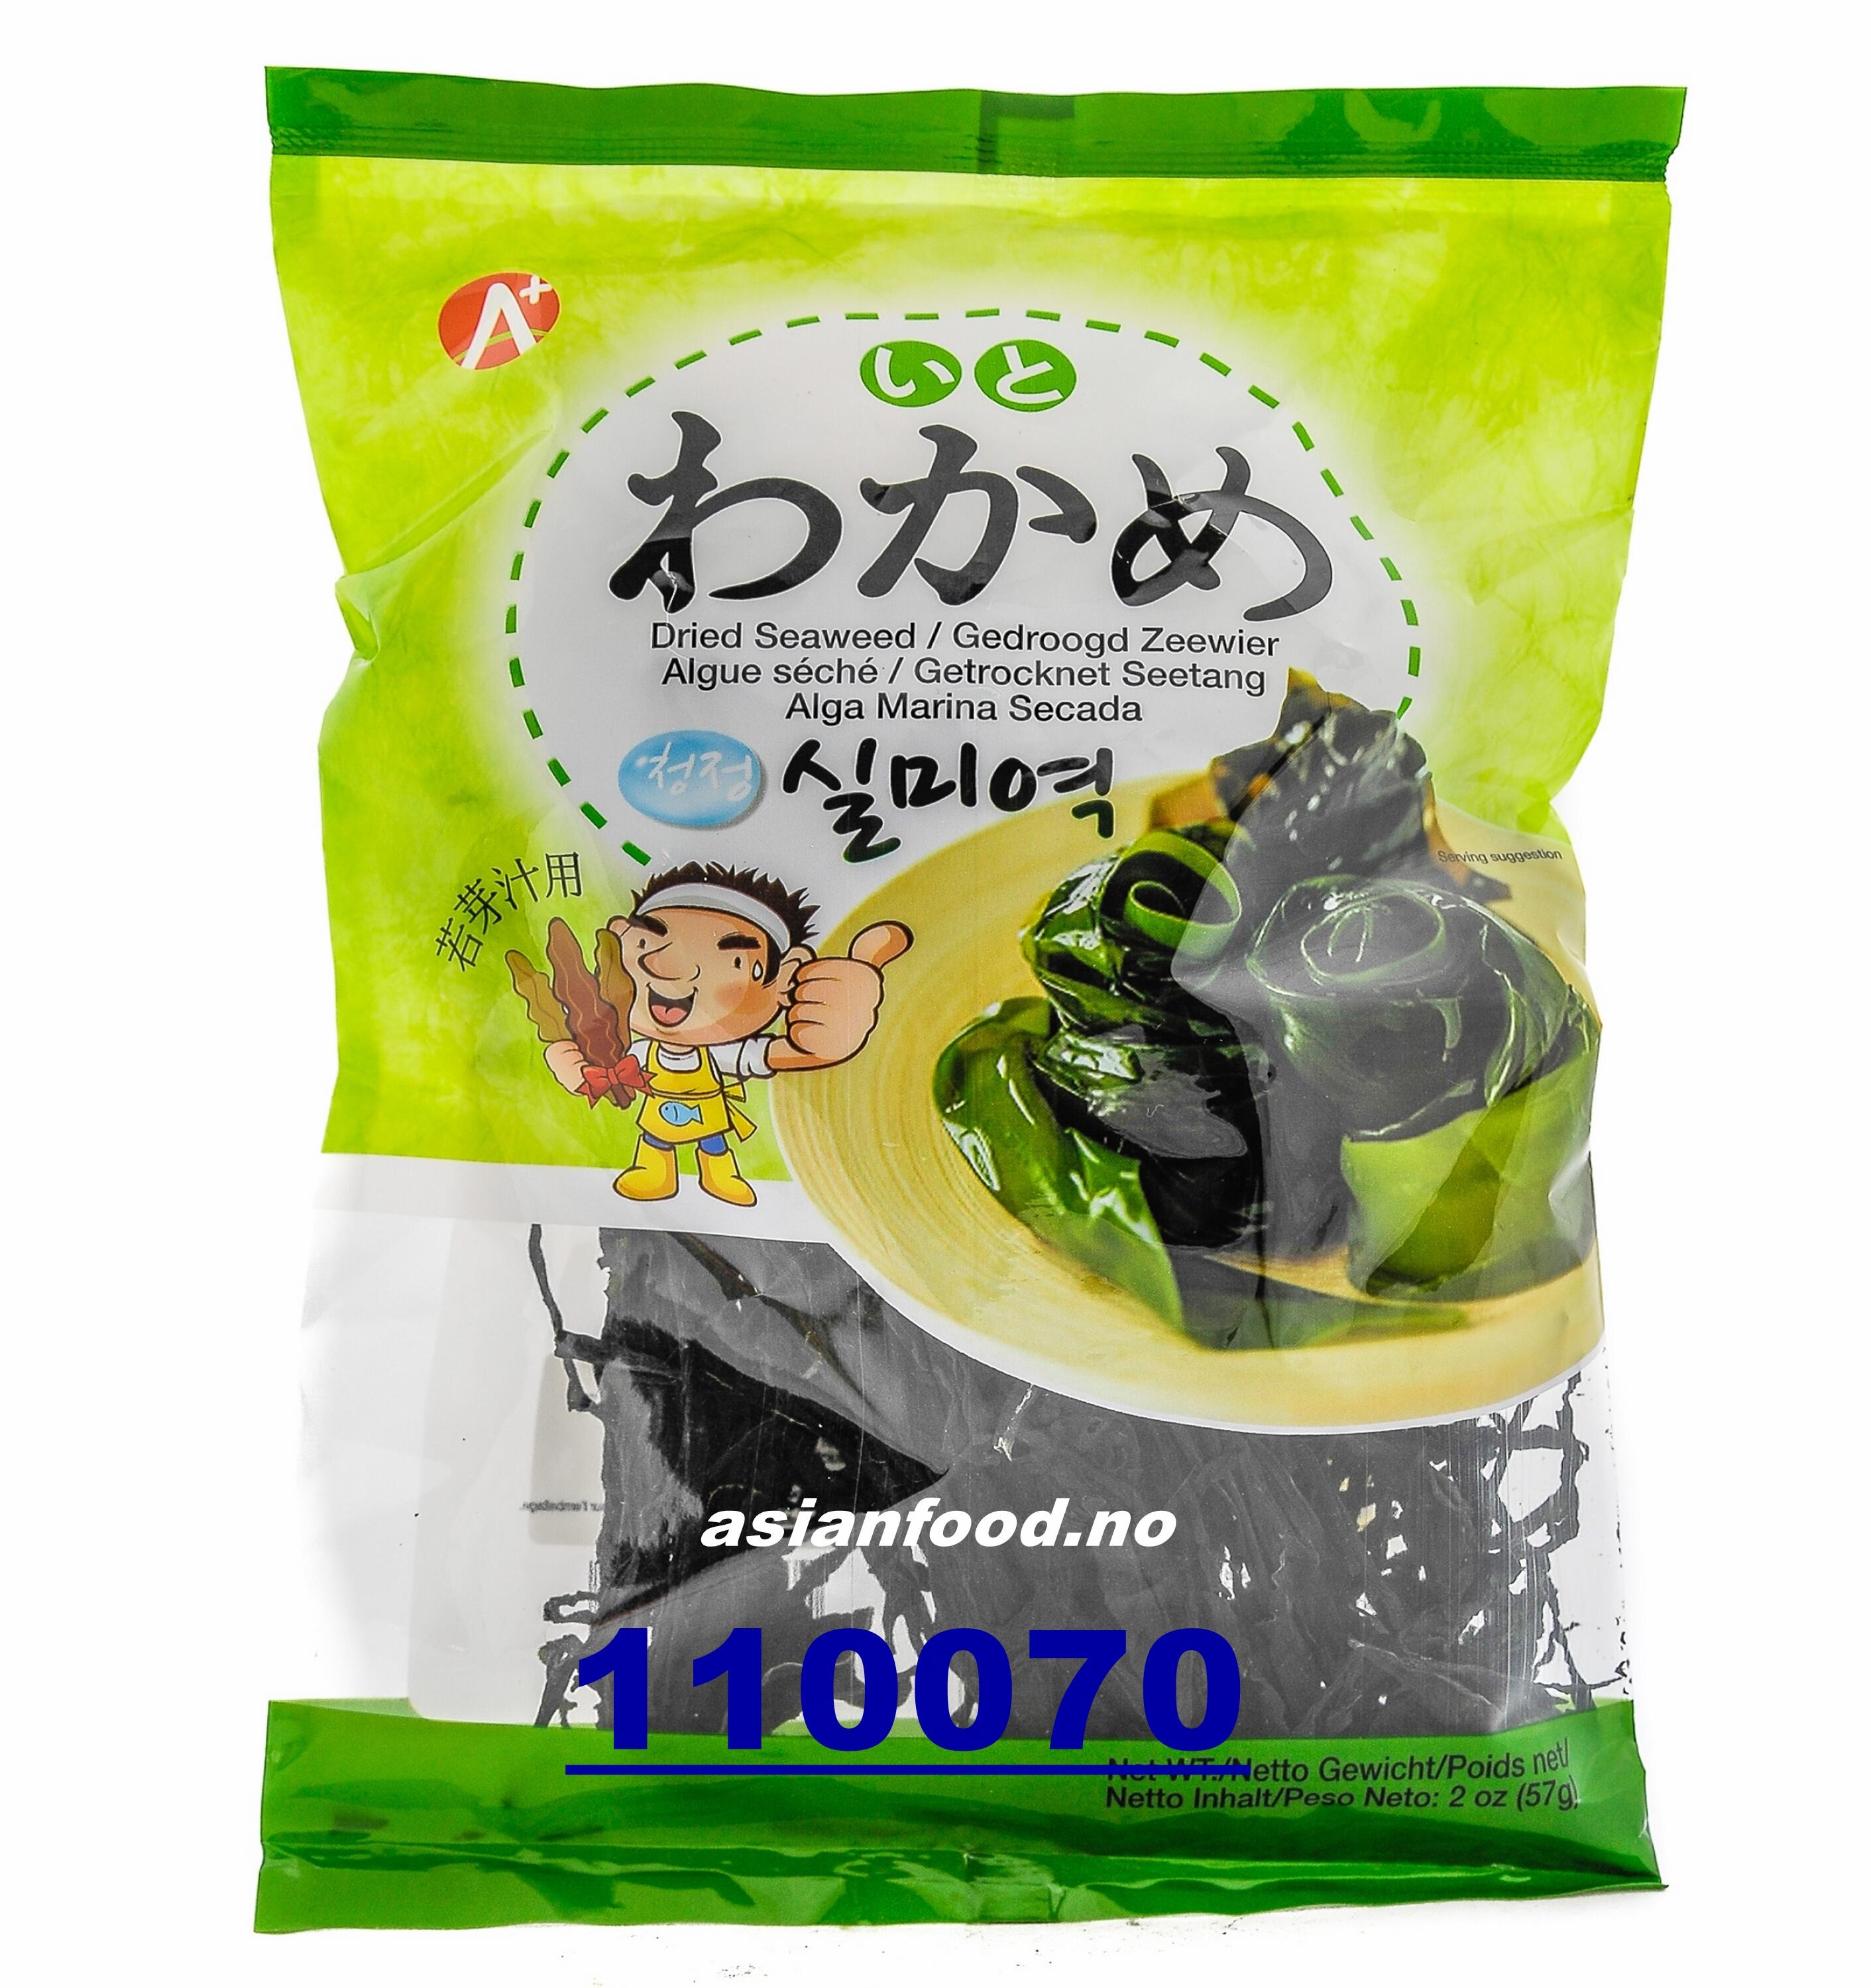 A+
いと
わかめ
Dried Seaweed / Gedroogd Zeewier
Algue séché / Getrocknet Seetang
Alga Marina Secada
청정 실미역
Serving suggestion
若芽汁用
asianfood.no
110070
Net WT./Netto Gewicht/Poids net/
Netto Inhalt/Peso Neto: 2 oz (57g)